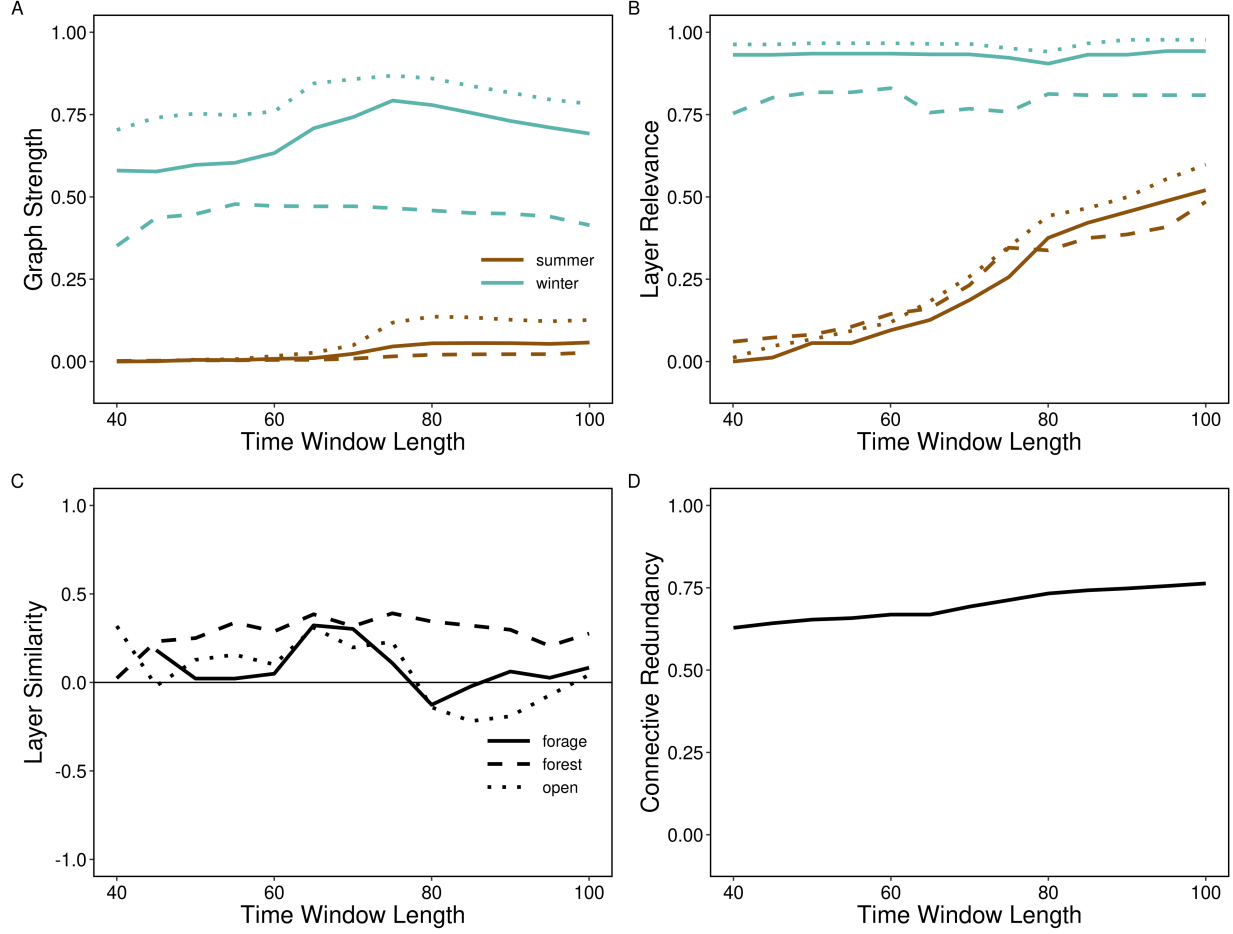 A
Graph Strength
1.00
0.75
0.50
0.25
0.00
summer
winter
40
60
80
100
Time Window Length
B
Layer Relevance
1.00
0.75
0.50
0.25
0.00
40
60
80
100
Time Window Length
C
Layer Similarity
1.0
0.5
0.0
-0.5
-1.0
forage
forest
open
40
60
80
100
Time Window Length
D
Connective Redundancy
1.00
0.75
0.50
0.25
0.00
40
60
80
100
Time Window Length